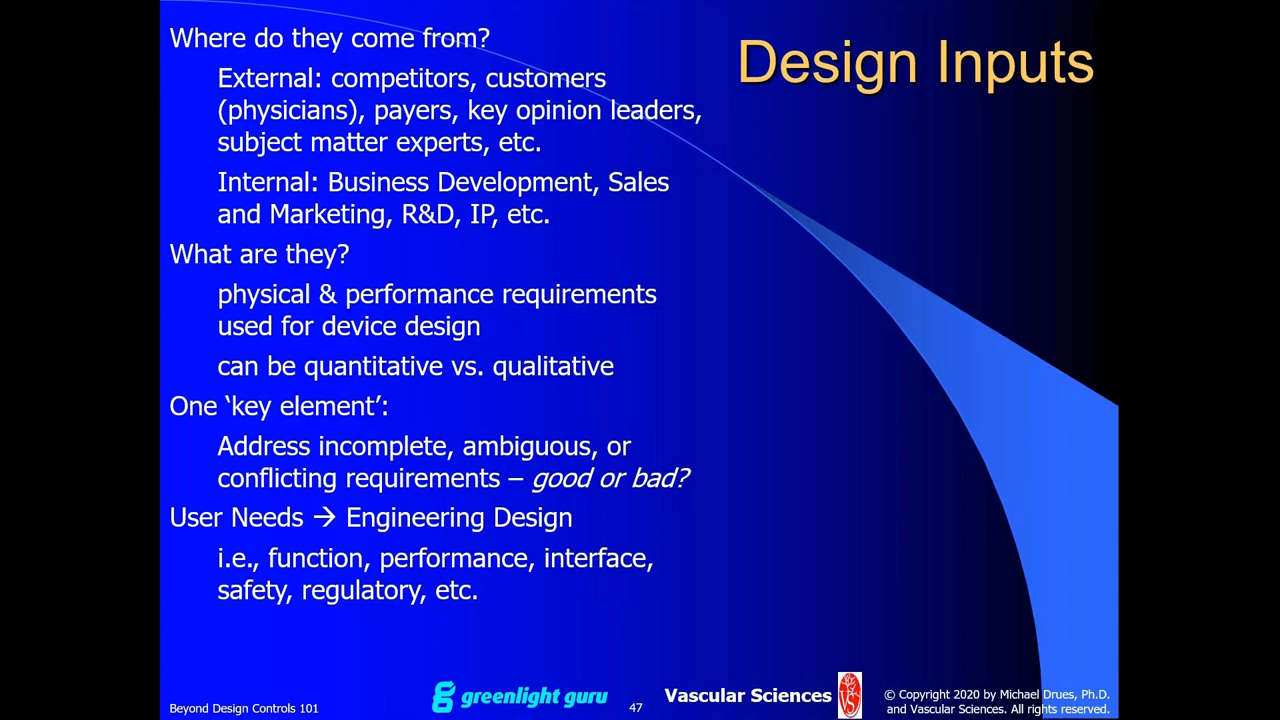 Design Inputs
Where do they come from?
External: competitors, customers
(physicians), payers, key opinion leaders,
subject matter experts, etc.
Internal: Business Development, Sales
and Marketing, R&D, IP, etc.
What are they?
physical & performance requirements
used for device design
can be quantitative vs. qualitative
One ‘key element’:
Address incomplete, ambiguous, or
conflicting requirements – good or bad?
User Needs → Engineering Design
i.e., function, performance, interface,
safety, regulatory, etc.
Beyond Design Controls 101
greenlight guru
47
Vascular Sciences
VS
© Copyright 2020 by Michael Drues, Ph.D.
and Vascular Sciences. All rights reserved.